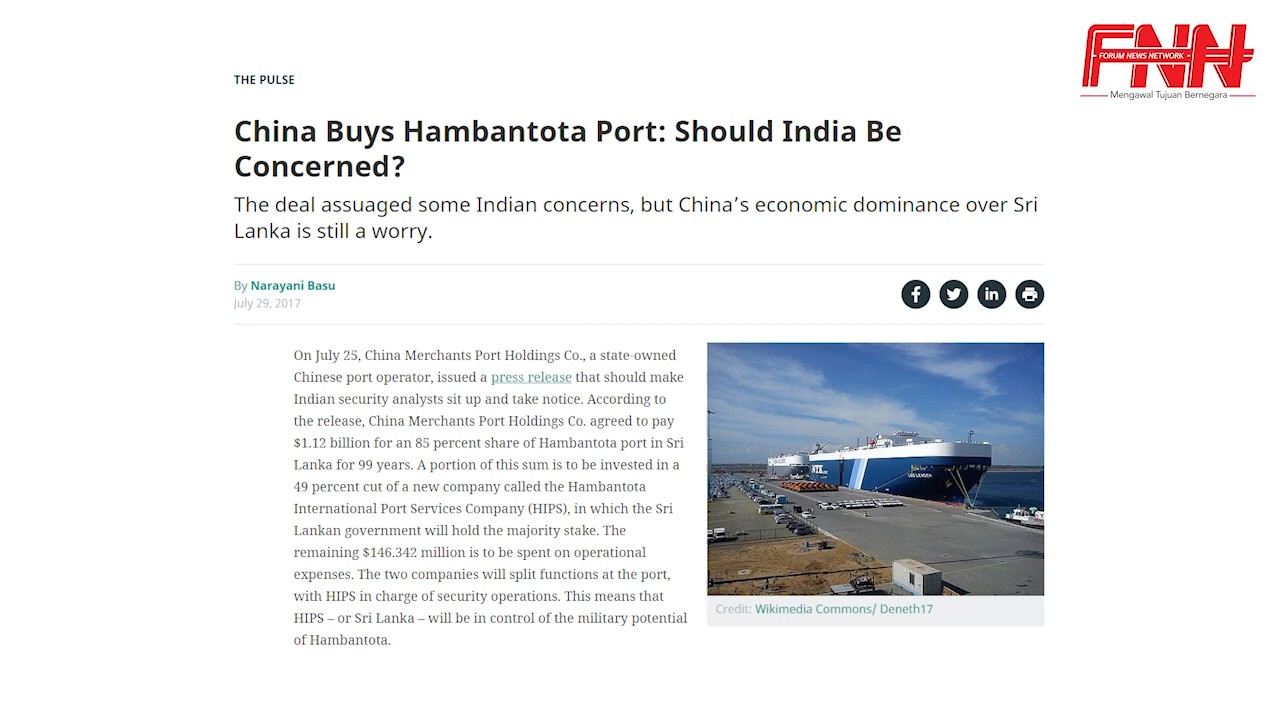 FNN
FORUM NEWS NETWORK
Mengawal Tujuan Bernegara
THE PULSE
China Buys Hambantota Port: Should India Be
Concerned?
The deal assuaged some Indian concerns, but China’s economic dominance over Sri
Lanka is still a worry.
By Narayani Basu
July 29, 2017
On July 25, China Merchants Port Holdings Co., a state-owned
Chinese port operator, issued a press release that should make
Indian security analysts sit up and take notice. According to
the release, China Merchants Port Holdings Co. agreed to pay
$1.12 billion for an 85 percent share of Hambantota port in Sri
Lanka for 99 years. A portion of this sum is to be invested in a
49 percent cut of a new company called the Hambantota
International Port Services Company (HIPS), in which the Sri
Lankan government will hold the majority stake. The
remaining $146.342 million is to be spent on operational
expenses. The two companies will split functions at the port,
with HIPS in charge of security operations. This means that
HIPS – or Sri Lanka – will be in control of the military potential
of Hambantota.
NYK
Credit: Wikimedia Commons/ Deneth17